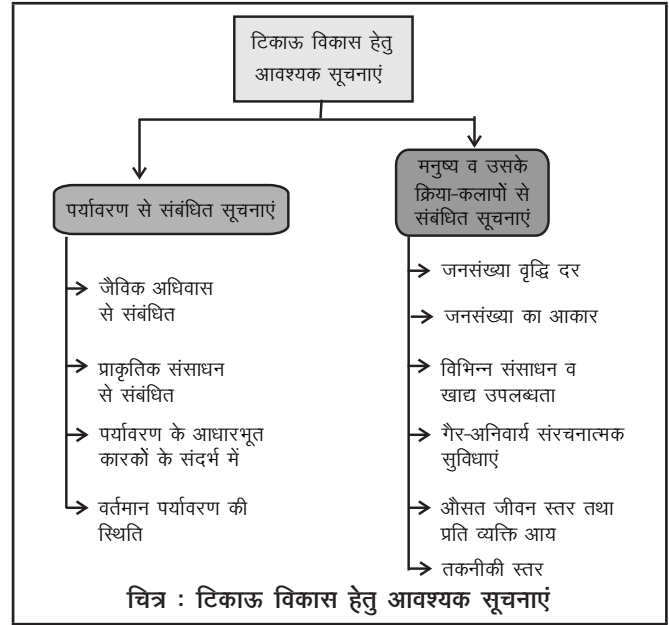 टिकाऊ विकास हेतु
आवश्यक सूचनाएं
पर्यावरण से संबंधित सूचनाएं
जैविक अधिवास
से संबंधित
प्राकृतिक संसाधन
से संबंधित
पर्यावरण के आधारभूत
कारकों के संदर्भ में
वर्तमान पर्यावरण की
स्थिति
मनुष्य व उसके
क्रिया-कलापों से
संबंधित सूचनाएं
जनसंख्या वृद्धि दर
जनसंख्या का आकार
विभिन्न संसाधन व
खाद्य उपलब्धता
गैर-अनिवार्य संरचनात्मक
सुविधाएं
औसत जीवन स्तर तथा
प्रति व्यक्ति आय
तकनीकी स्तर
चित्र : टिकाऊ विकास हेतु आवश्यक सूचनाएं